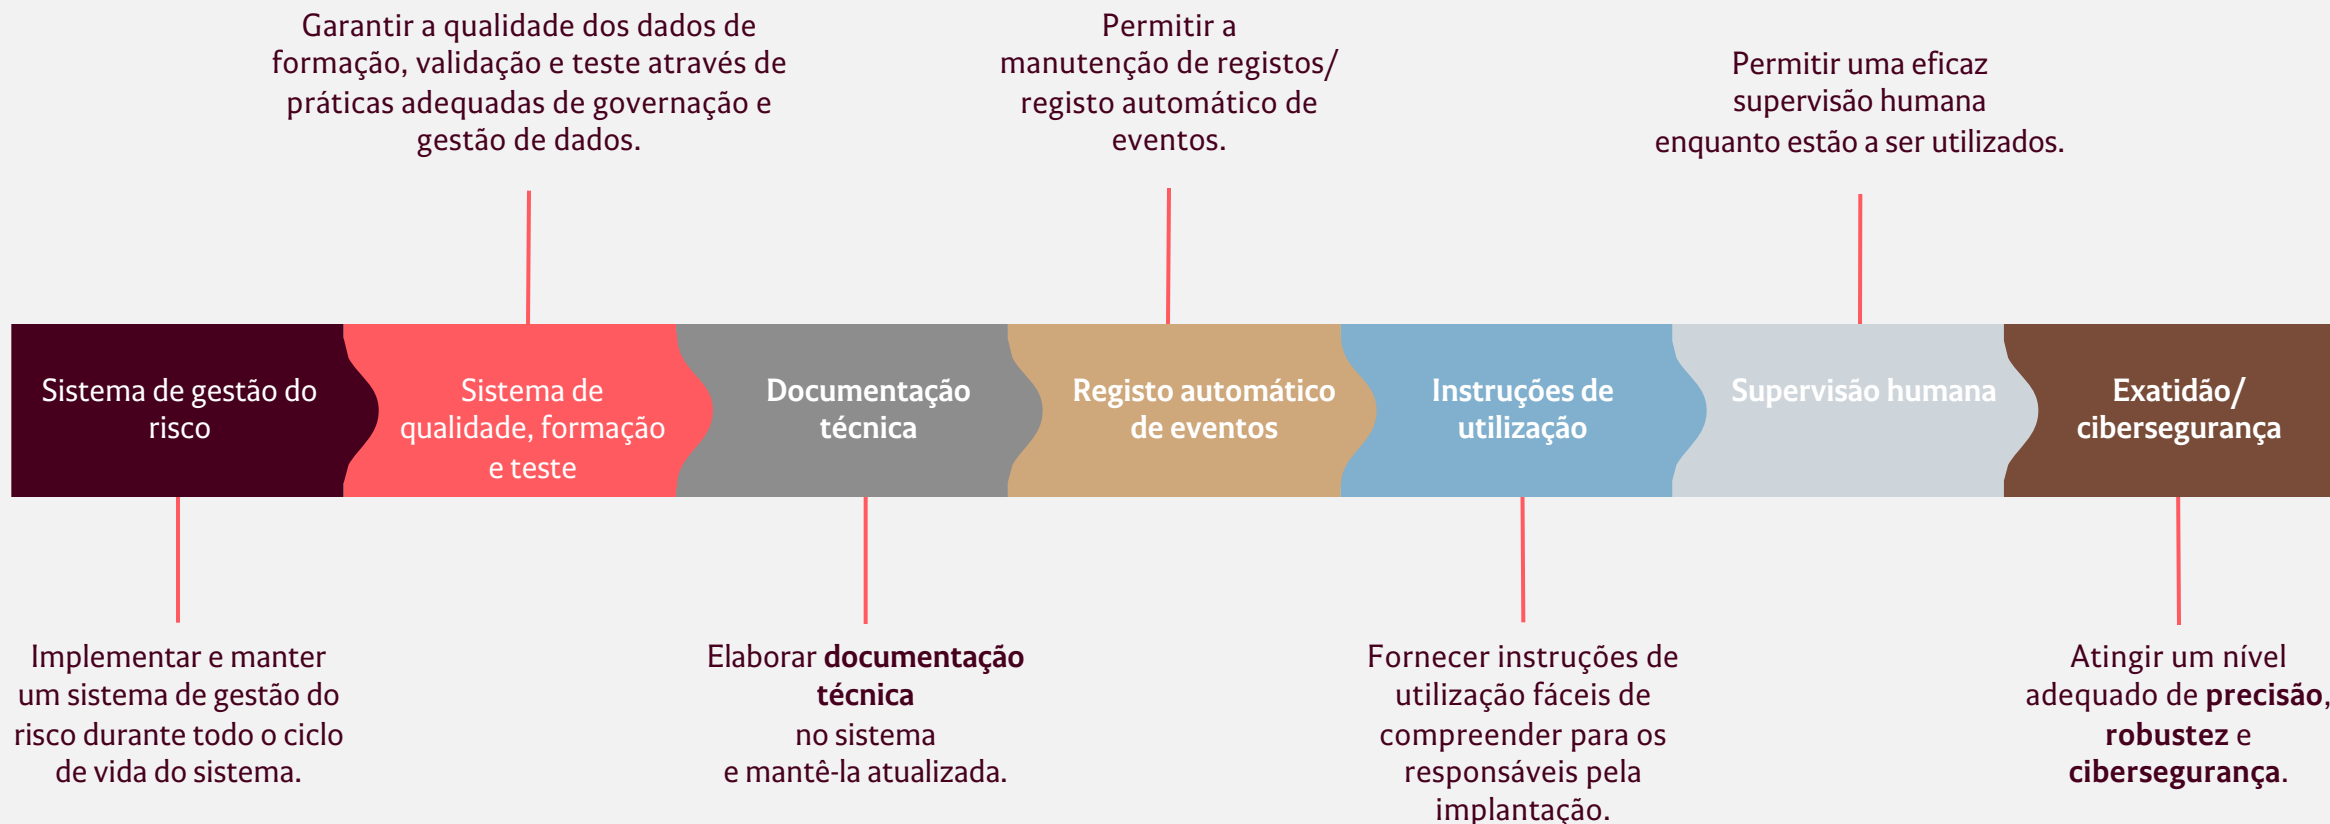 Garantir a qualidade dos dados de
formação, validação e teste através de
práticas adequadas de governação e
gestão de dados.
Permitir a
manutenção de registos/
registo automático de
eventos.
Permitir uma eficaz
supervisão humana
enquanto estão a ser utilizados.
Sistema de gestão do
risco
Sistema de
qualidade, formação
e teste
Documentação
técnica
Registo automático
de eventos
Instruções de
utilização
Supervisão humana
Exatidão/
cibersegurança
Implementar e manter
um sistema de gestão do
risco durante todo o ciclo
de vida do sistema.
Elaborar documentação
técnica
no sistema
e mantê-la atualizada.
Fornecer instruções de
utilização fáceis de
compreender para os
responsáveis pela
implantação.
Atingir um nível
adequado de precisão,
robustez e
cibersegurança.